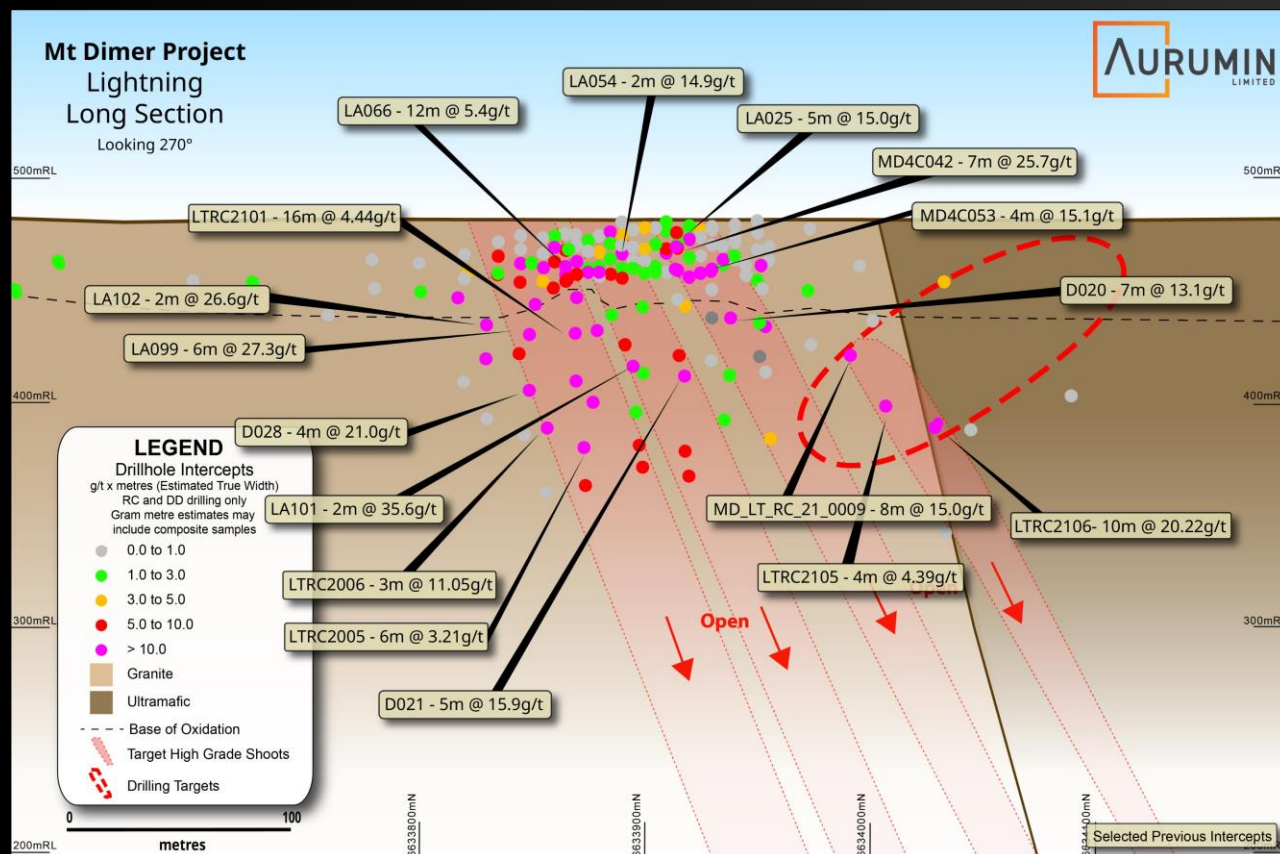 Mt Dimer Project
Lightning
Long Section
Looking 270°
AURUMIN
LIMITED
LA054 - 2m @ 14.9g/t
LA066 - 12m @ 5.4g/t
LA025 - 5m @ 15.0g/t
MD4C042 - 7m @ 25.7g/t
500mRL
500mRL
LTRC2101 - 16m @ 4.44g/t
MD4C053 - 4m @ 15.1g/t
LA102 - 2m @ 26.6g/t
D020 - 7m @ 13.1g/t
LA099 - 6m @ 27.3g/t
400mRL
400mRL
D028 - 4m @ 21.0g/t
LA101 - 2m @ 35.6g/t
MD_LT_RC_21_0009 - 8m @ 15.0g/t
LTRC2106- 10m @ 20.22g/t
LTRC2006 - 3m @ 11.05g/t
LTRC2105 - 4m @ 4.39g/t
Open
Open
300mRL
300mRL
LTRC2005 - 6m @ 3.21g/t
D021 - 5m @ 15.9g/t
LEGEND
Drillhole Intercepts
g/t x metres (Estimated True Width)
RC and DD drilling only
Gram metre estimates may
include composite samples
0.0 to 1.0
1.0 to 3.0
3.0 to 5.0
5.0 to 10.0
> 10.0
Granite
Ultramafic
Base of Oxidation
Target High Grade Shoots
Drilling Targets
0 100
metres
6633800mN
6633900mN
6634000mN
Selected Previous Intercepts
200mRL